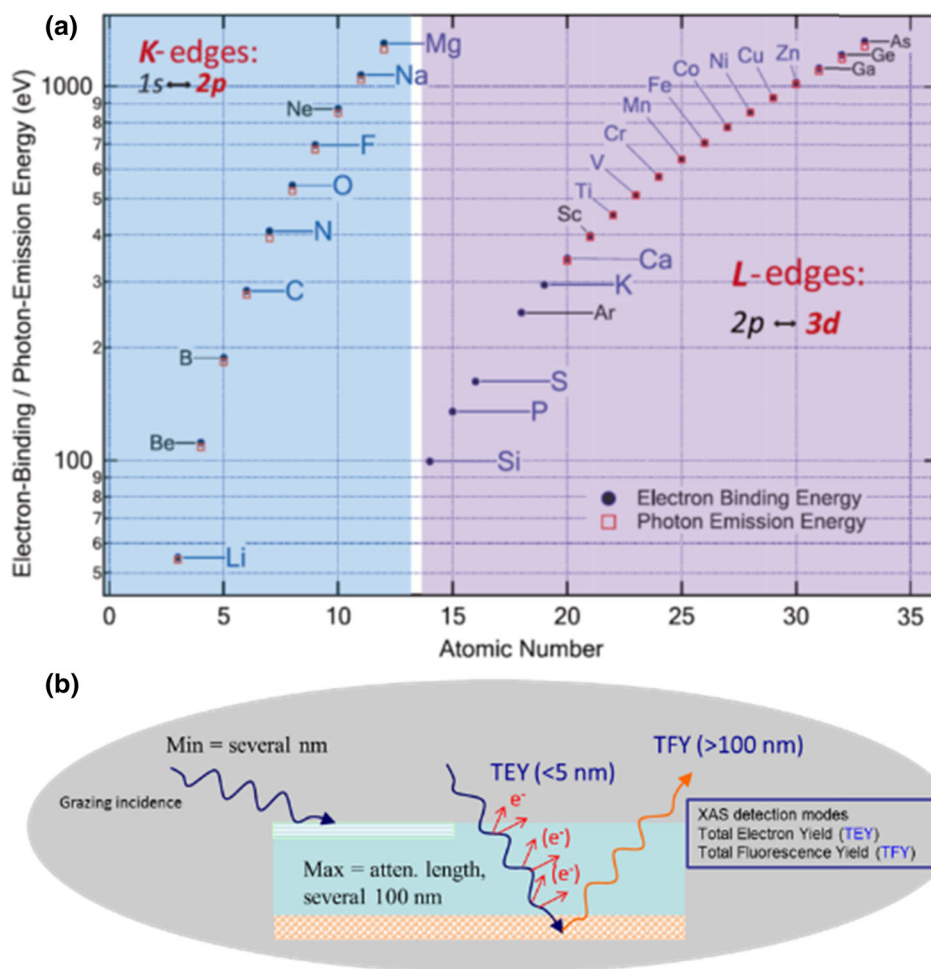 (a)
K-edges:
1s ↔ 2p
Mg
Na
Ne
F
O
N
C
B
Be
Li
As
Ge
Ga
Zn
Cu
Ni
Co
Fe
Mn
Cr
V
Ti
Sc
Ca
K
Ar
S
P
Si
L-edges:
2p ↔ 3d
Electron Binding Energy
Photon Emission Energy
Electron-Binding / Photon-Emission Energy (eV)
1000
9
8
7
6
5
4
3
2
100
9
8
7
6
5
0 5 10 15 20 25 30 35
Atomic Number
(b)
Min = several nm
Grazing incidence
TEY (<5 nm)
TFY (>100 nm)
e-
(e-)
(e-)
Max = atten. length,
several 100 nm
XAS detection modes
Total Electron Yield (TEY)
Total Fluorescence Yield (TFY)